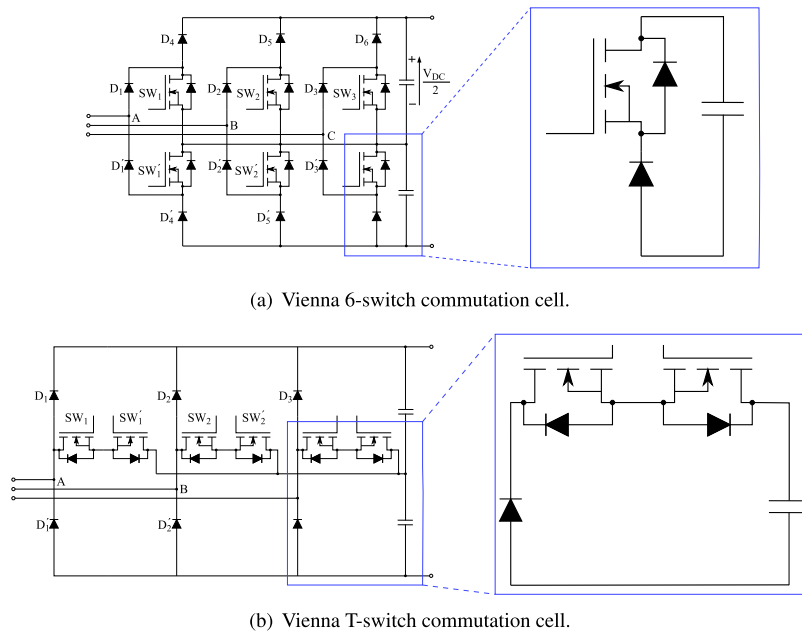 D₄ D₅ D₆
+
D₁ SW₁ D₂ SW₂ D₃ SW₃ V_DC
2
−
A
B
C
D₁′ SW₁′ D₂′ SW₂′ D₃′
D₄′ D₅′
(a) Vienna 6-switch commutation cell.
D₁ D₂ D₃
SW₁ SW₁′ SW₂ SW₂′
A
B
D₁′ D₂′
(b) Vienna T-switch commutation cell.